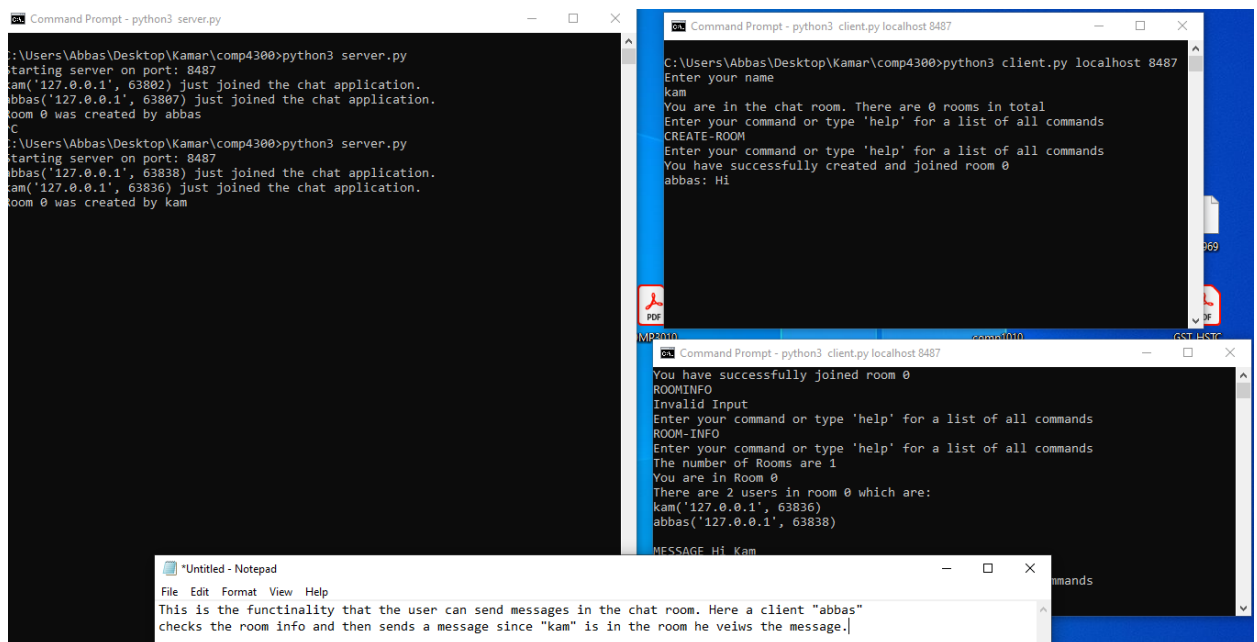 Command Prompt - python3 server.py
:\Users\Abbas\Desktop\Kamar\comp4300>python3 server.py
Starting server on port: 8487
kam('127.0.0.1', 63802) just joined the chat application.
abbas('127.0.0.1', 63807) just joined the chat application.
Room 0 was created by abbas
^C
:\Users\Abbas\Desktop\Kamar\comp4300>python3 server.py
Starting server on port: 8487
abbas('127.0.0.1', 63838) just joined the chat application.
kam('127.0.0.1', 63836) just joined the chat application.
Room 0 was created by kam
Command Prompt - python3 client.py localhost 8487
C:\Users\Abbas\Desktop\Kamar\comp4300>python3 client.py localhost 8487
Enter your name
kam
You are in the chat room. There are 0 rooms in total
Enter your command or type 'help' for a list of all commands
CREATE-ROOM
Enter your command or type 'help' for a list of all commands
You have successfully created and joined room 0
abbas: Hi
969
PDF
DF
comp1010
GST HSTC
Command Prompt - python3 client.py localhost 8487
You have successfully joined room 0
ROOMINFO
Invalid Input
Enter your command or type 'help' for a list of all commands
ROOM-INFO
Enter your command or type 'help' for a list of all commands
The number of Rooms are 1
You are in Room 0
There are 2 users in room 0 which are:
kam('127.0.0.1', 63836)
abbas('127.0.0.1', 63838)
MESSAGE Hi Kam
mmands
*Untitled - Notepad
File Edit Format View Help
This is the functinality that the user can send messages in the chat room. Here a client "abbas"
checks the room info and then sends a message since "kam" is in the room he veiws the message.